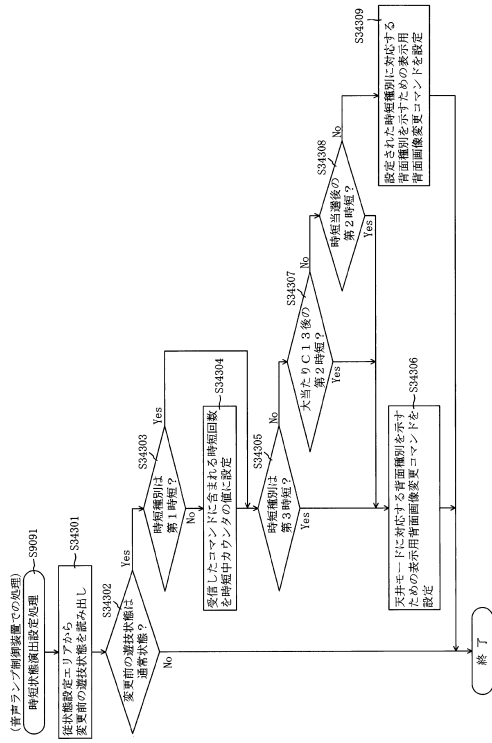 (音声ランプ制御装置での処理)
時短状態演出設定処理
S9091
従状態設定エリアから
変更前の遊技状態を読み出し
S34301
変更前の遊技状態は
通常状態?
S34302
Yes
No
時短種別は
第1時短?
S34303
Yes
No
受信したコマンドに含まれる時短回数
を時短中カウンタの値に設定
S34304
時短種別は
第3時短?
S34305
No
Yes
大当たりC13後の
第2時短?
S34307
No
Yes
時短当選後の
第2時短?
S34308
No
Yes
天井モードに対応する背面種別を示す
ための表示用背面画像変更コマンドを
設定
S34306
設定された時短種別に対応する
背面種別を示すための表示用
背面画像変更コマンドを設定
S34309
終了